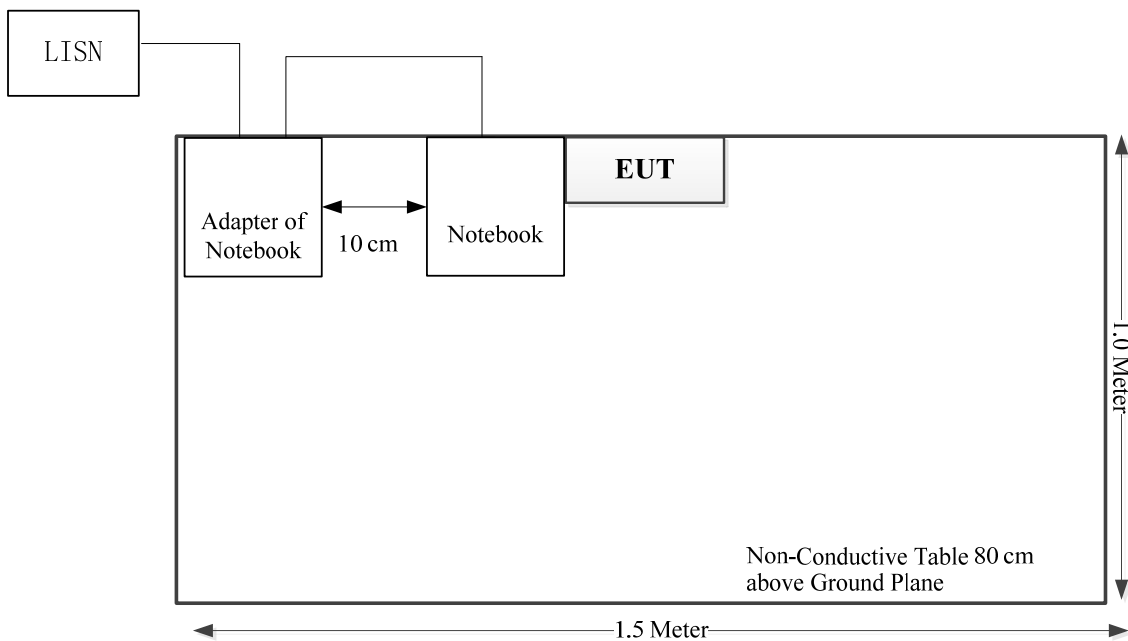 LISN
EUT
Adapter of
Notebook
10 cm
Notebook
1.0 Meter
Non-Conductive Table 80 cm
above Ground Plane
1.5 Meter